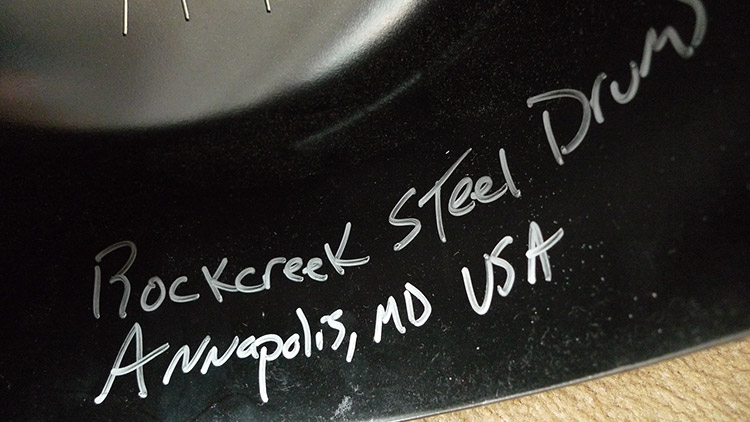 Rockcreek Steel Drums
Annapolis, MD USA